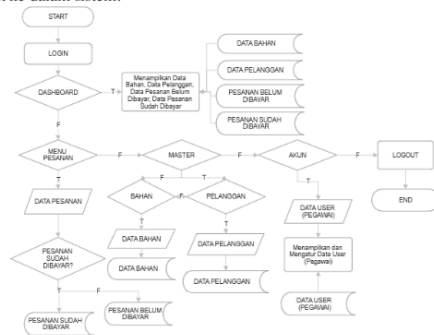 START
LOGIN
DASHBOARD
T
Menampilkan Data
Bahan, Data Pelanggan,
Data Pesanan Belum
Dibayar, Data Pesanan
Sudah Dibayar
DATA BAHAN
DATA PELANGGAN
PESANAN BELUM
DIBAYAR
PESANAN SUDAH
DIBAYAR
F
MENU
PESANAN
F
MASTER
F
AKUN
F
LOGOUT
END
T
DATA PESANAN
F
T
BAHAN
F
PELANGGAN
T
DATA USER
(PEGAWAI)
T
DATA BAHAN
DATA BAHAN
T
DATA PELANGGAN
DATA PELANGGAN
Menampilkan dan
Mengatur Data User
(Pegawai)
DATA USER
(PEGAWAI)
PESANAN
SUDAH
DIBAYAR?
T
F
PESANAN SUDAH
DIBAYAR
PESANAN BELUM
DIBAYAR